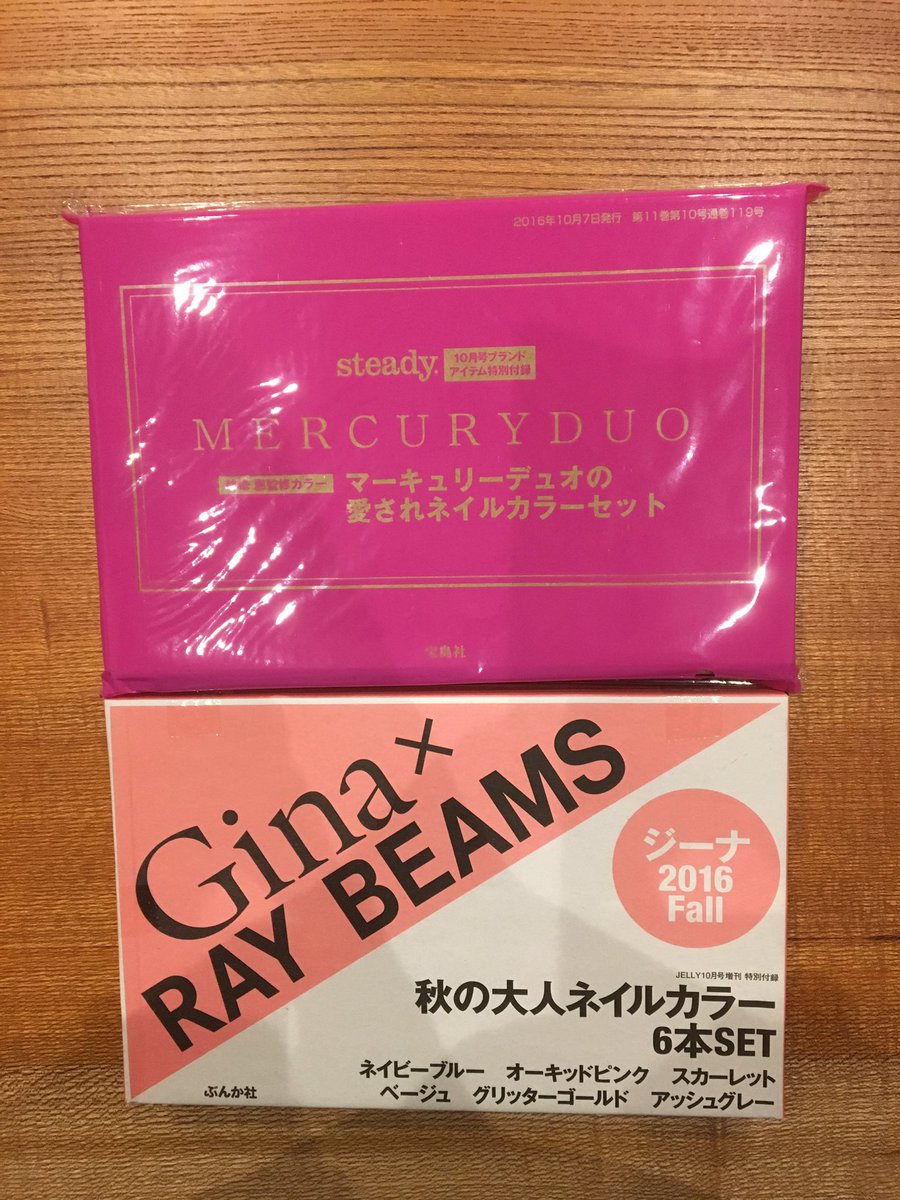 2016年10月7日発行 第11巻第10号通巻119号
steady.
10月号ブランド
アイテム特別付録
MERCURYDUO
監修カラー
マーキュリーデュオの
愛されネイルカラーセット
宝島社
Gina×
RAY BEAMS
ジーナ
2016
Fall
JELLY10月号増刊 特別付録
秋の大人ネイルカラー
6本SET
ネイビーブルー オーキッドピンク スカーレット
ベージュ グリッターゴールド アッシュグレー
ぶんか社